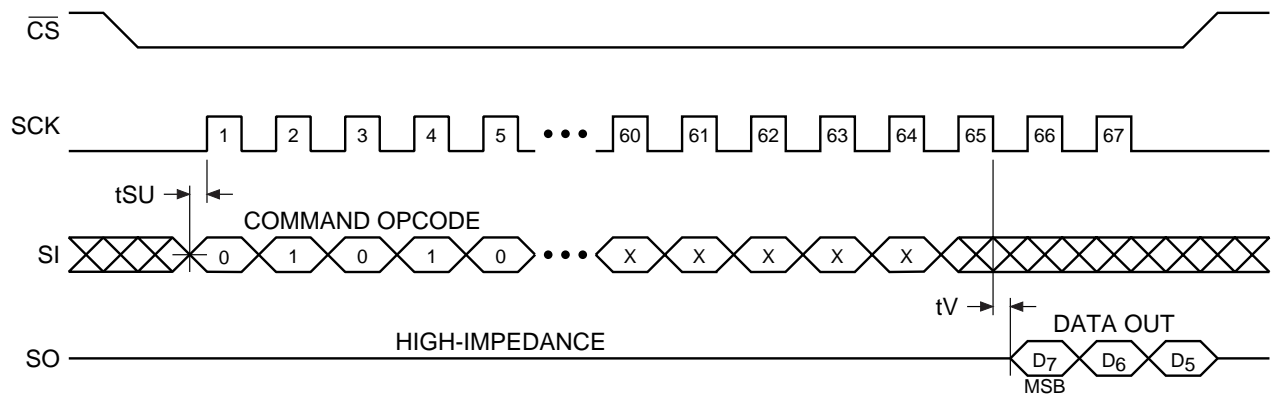 CS
SCK 1 2 3 4 5 ••• 60 61 62 63 64 65 66 67
tSU
COMMAND OPCODE
SI 0 1 0 1 0 ••• X X X X X
tV
DATA OUT
HIGH-IMPEDANCE
SO D7 D6 D5
MSB